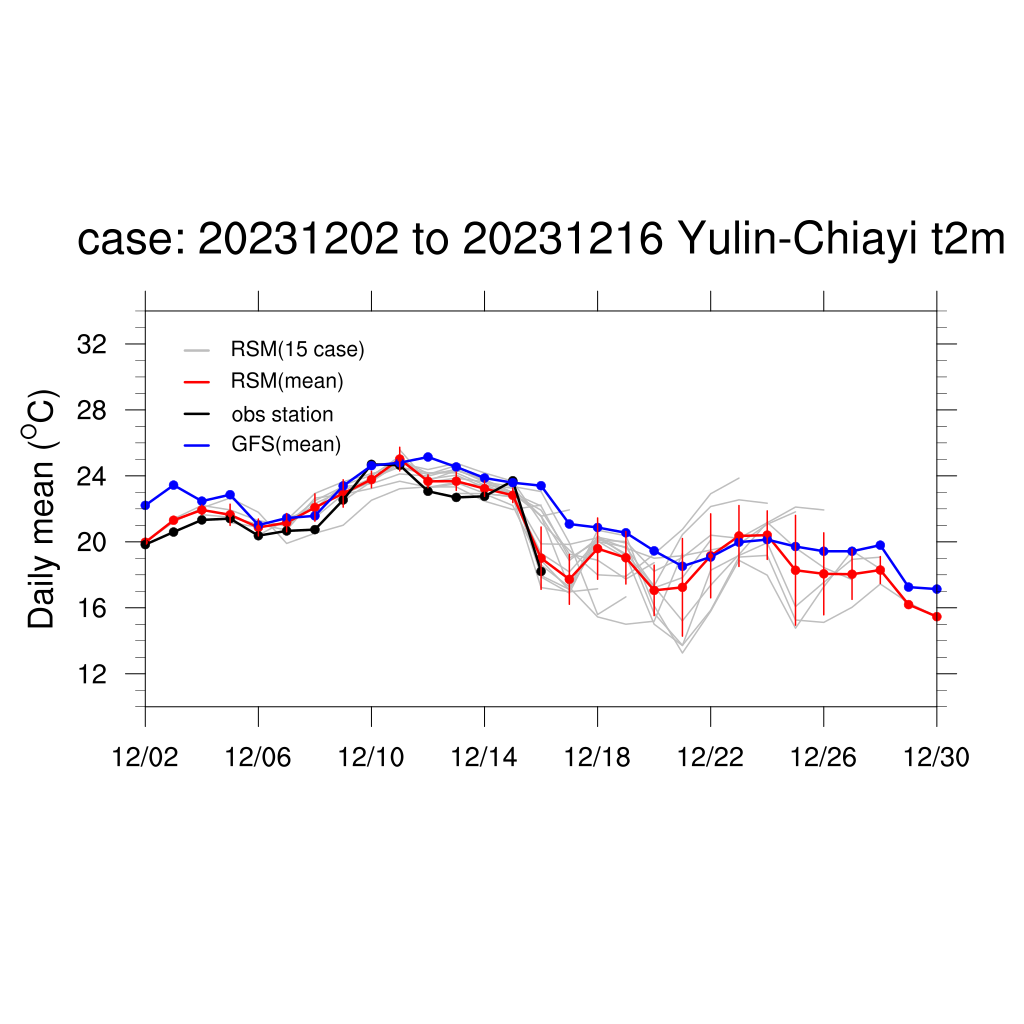 case: 20231202 to 20231216 Yulin-Chiayi t2m
Daily mean (°C)
32
28
24
20
16
12
RSM(15 case)
RSM(mean)
obs station
GFS(mean)
12/02 12/06 12/10 12/14 12/18 12/22 12/26 12/30